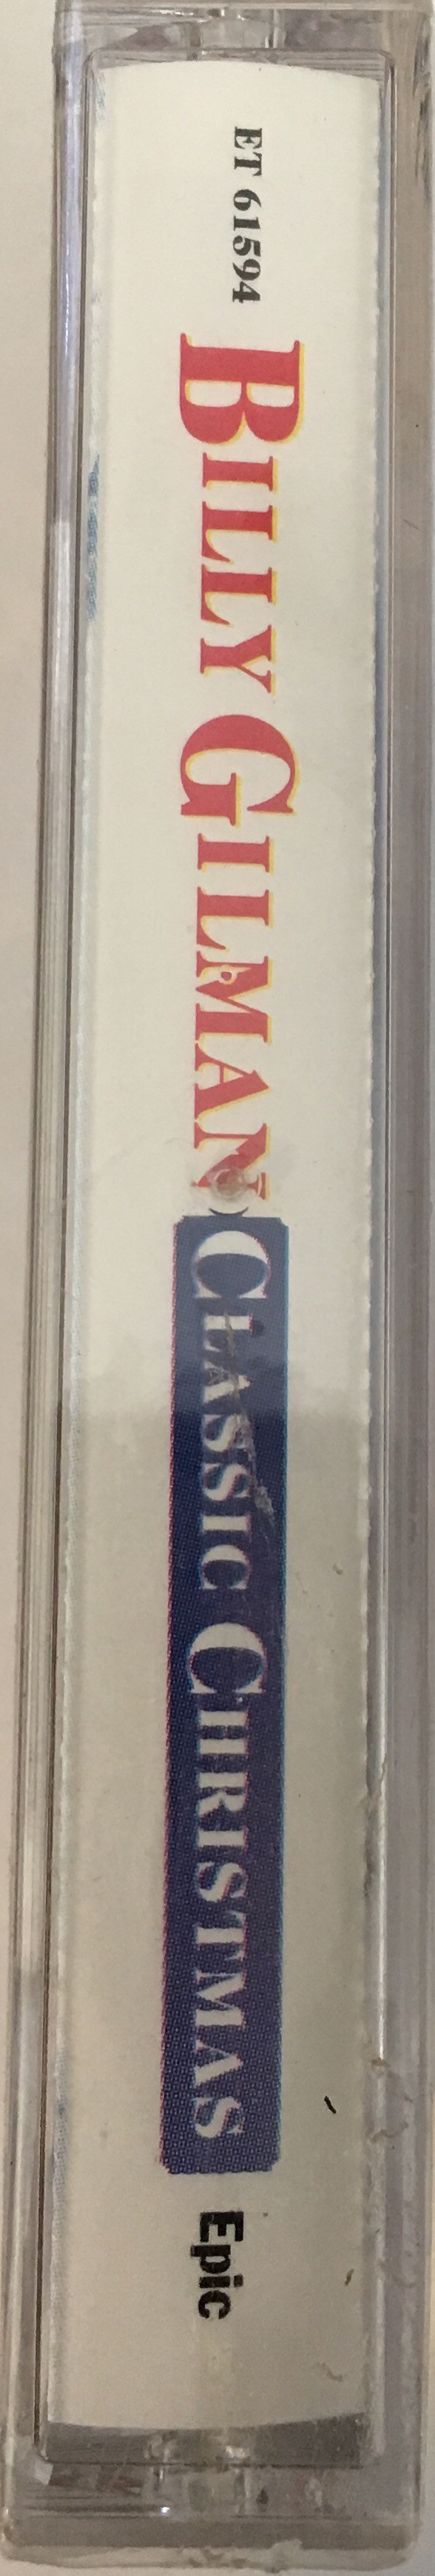 ET 61594
BILLY GILMAN
CLASSIC CHRISTMAS
Epic